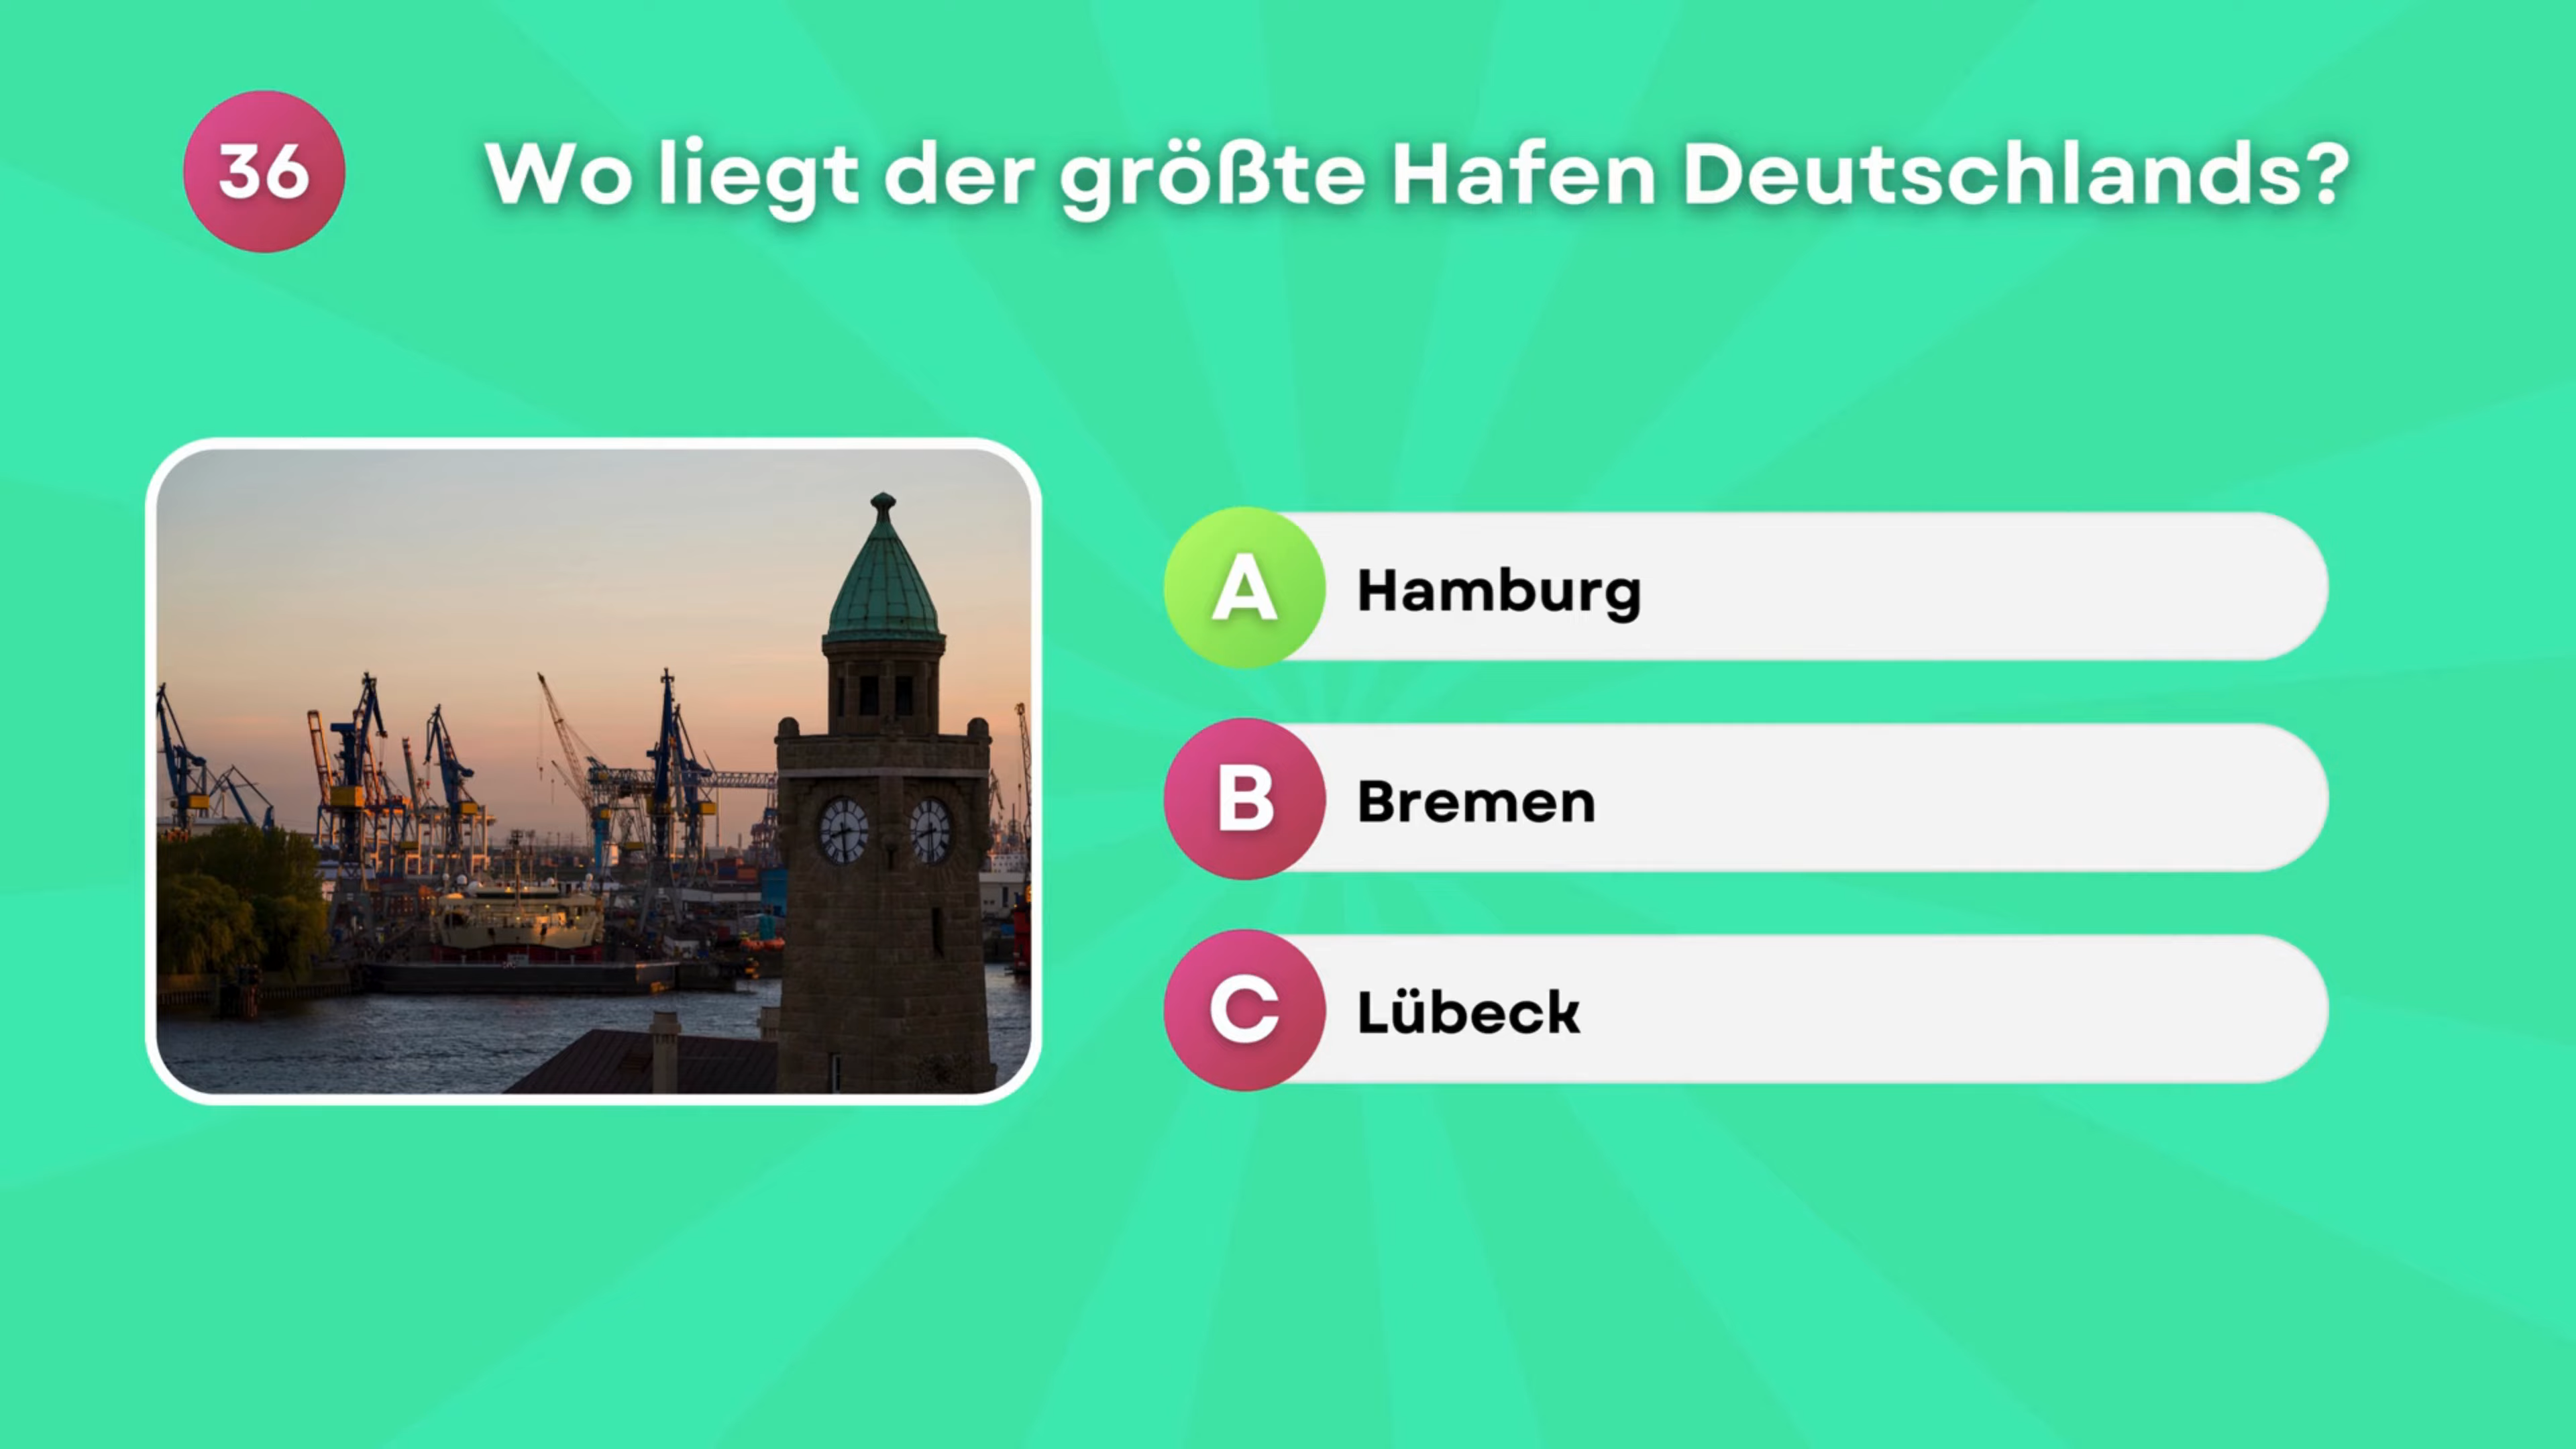 36
Wo liegt der größte Hafen Deutschlands?
A
Hamburg
B
Bremen
C
Lübeck